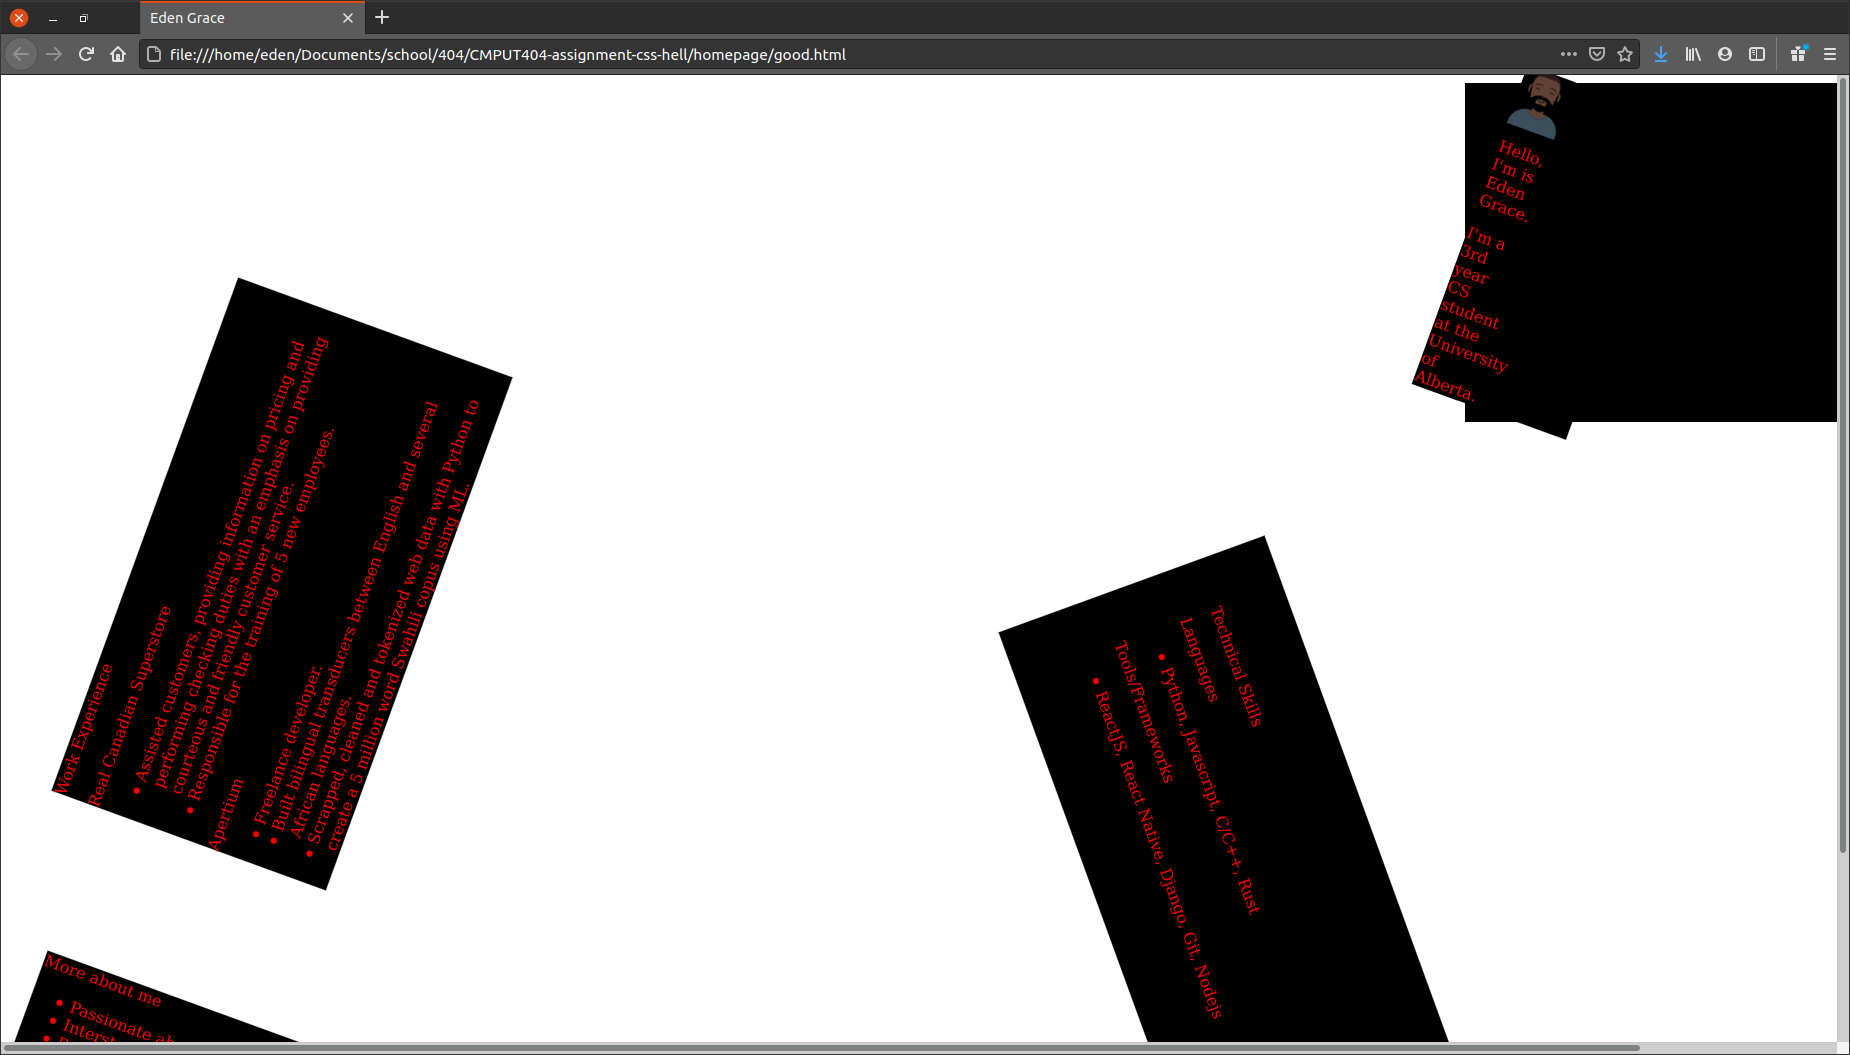 Eden Grace
file:///home/eden/Documents/school/404/CMPUT404-assignment-css-hell/homepage/good.html
Hello,
I'm is
Eden
Grace.
I'm a
3rd
year
CS
student
at the
University
of
Alberta.
Work Experience
Real Canadian Superstore
• Assisted customers, providing information on pricing and
performing checking duties with an emphasis on providing
courteous and friendly customer service.
• Responsible for the training of 5 new employees.
Apertium
• Freelance developer.
• Built bilingual transducers between English and several
African languages.
• Scrapped, cleaned and tokenized web data with Python to
create a 5 million word Swahili copus using ML.
Technical Skills
Languages
• Python, Javascript, C/C++, Rust
Tools/Frameworks
• ReactJS, React Native, Django, Git, Nodejs
More about me
• Passionate